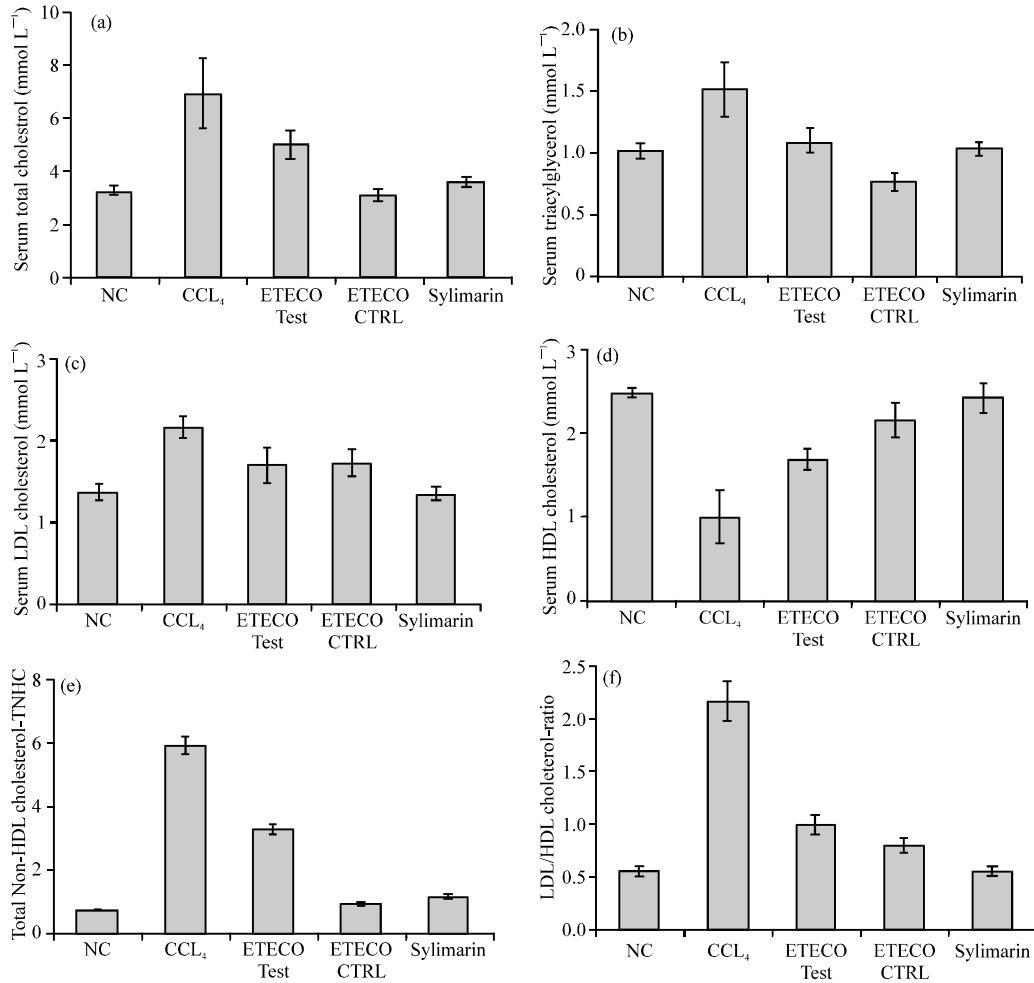 (a)
Serum total cholestrol (mmol L⁻¹)
10
8
6
4
2
0
NC CCL₄ ETECO ETECO Sylimarin
Test CTRL
(b)
Serum triacylglycerol (mmol L⁻¹)
2.0
1.5
1.0
0.5
0
NC CCL₄ ETECO ETECO Sylimarin
Test CTRL
(c)
Serum LDL cholesterol (mmol L⁻¹)
3
2
1
0
NC CCL₄ ETECO ETECO Sylimarin
Test CTRL
(d)
Serum HDL cholesterol (mmol L⁻¹)
3
2
1
0
NC CCL₄ ETECO ETECO Sylimarin
Test CTRL
(e)
Total Non-HDL cholesterol-TNHC
8
6
4
2
0
NC CCL₄ ETECO ETECO Sylimarin
Test CTRL
(f)
LDL/HDL choleterol-ratio
2.5
2.0
1.5
1.0
0.5
0.0
NC CCL₄ ETECO ETECO Sylimarin
Test CTRL